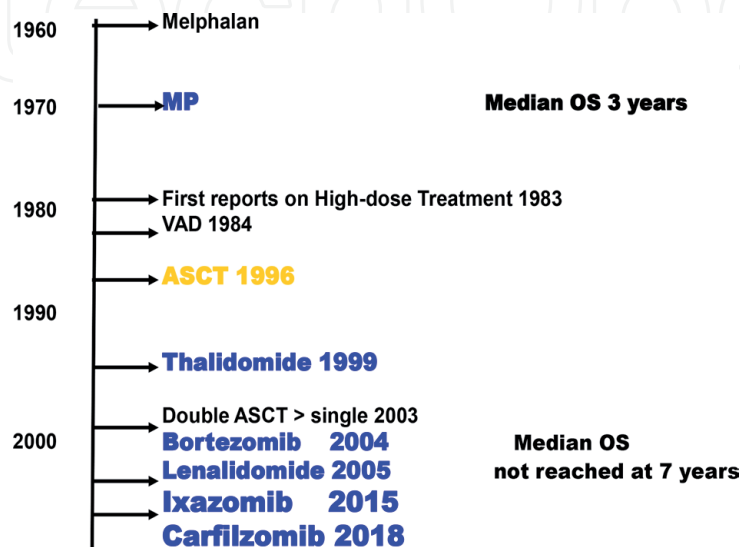 1960
Melphalan
1970
MP
Median OS 3 years
First reports on High-dose Treatment 1983
1980
VAD 1984
ASCT 1996
1990
Thalidomide 1999
Double ASCT > single 2003
2000
Bortezomib 2004
Median OS
Lenalidomide 2005
not reached at 7 years
Ixazomib 2015
Carfilzomib 2018